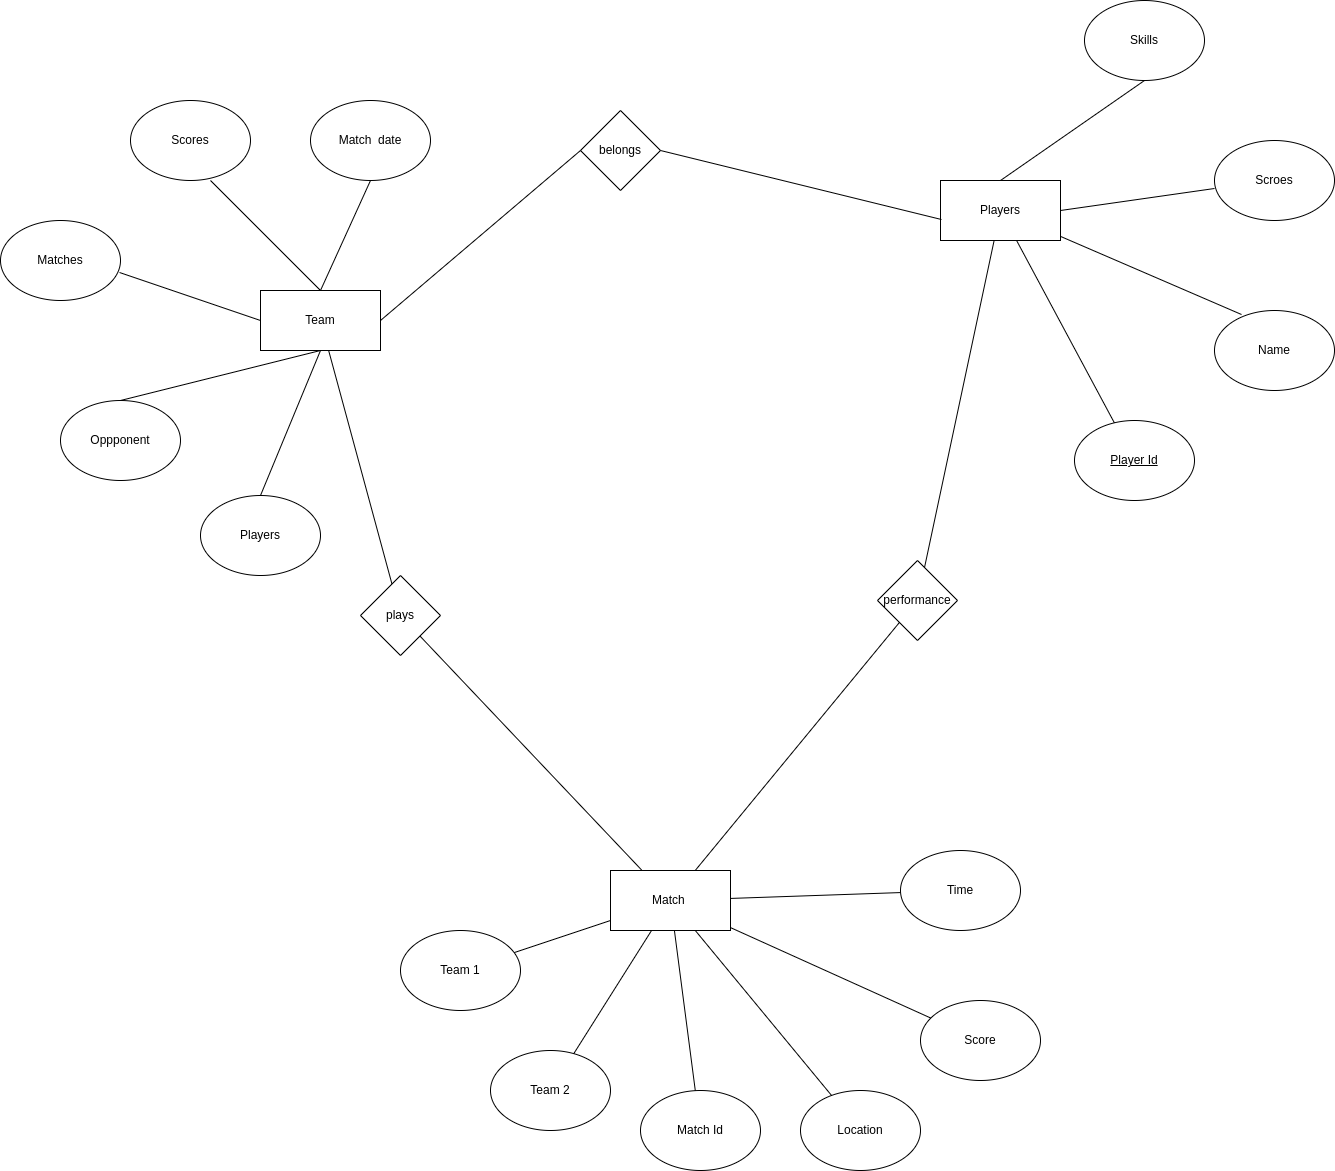 Skills
Scores
Match  date
belongs
Scroes
Players
Matches
Team
Name
Oppponent
Player Id
Players
plays
performance
Time
Match
Team 1
Score
Team 2
Match Id
Location